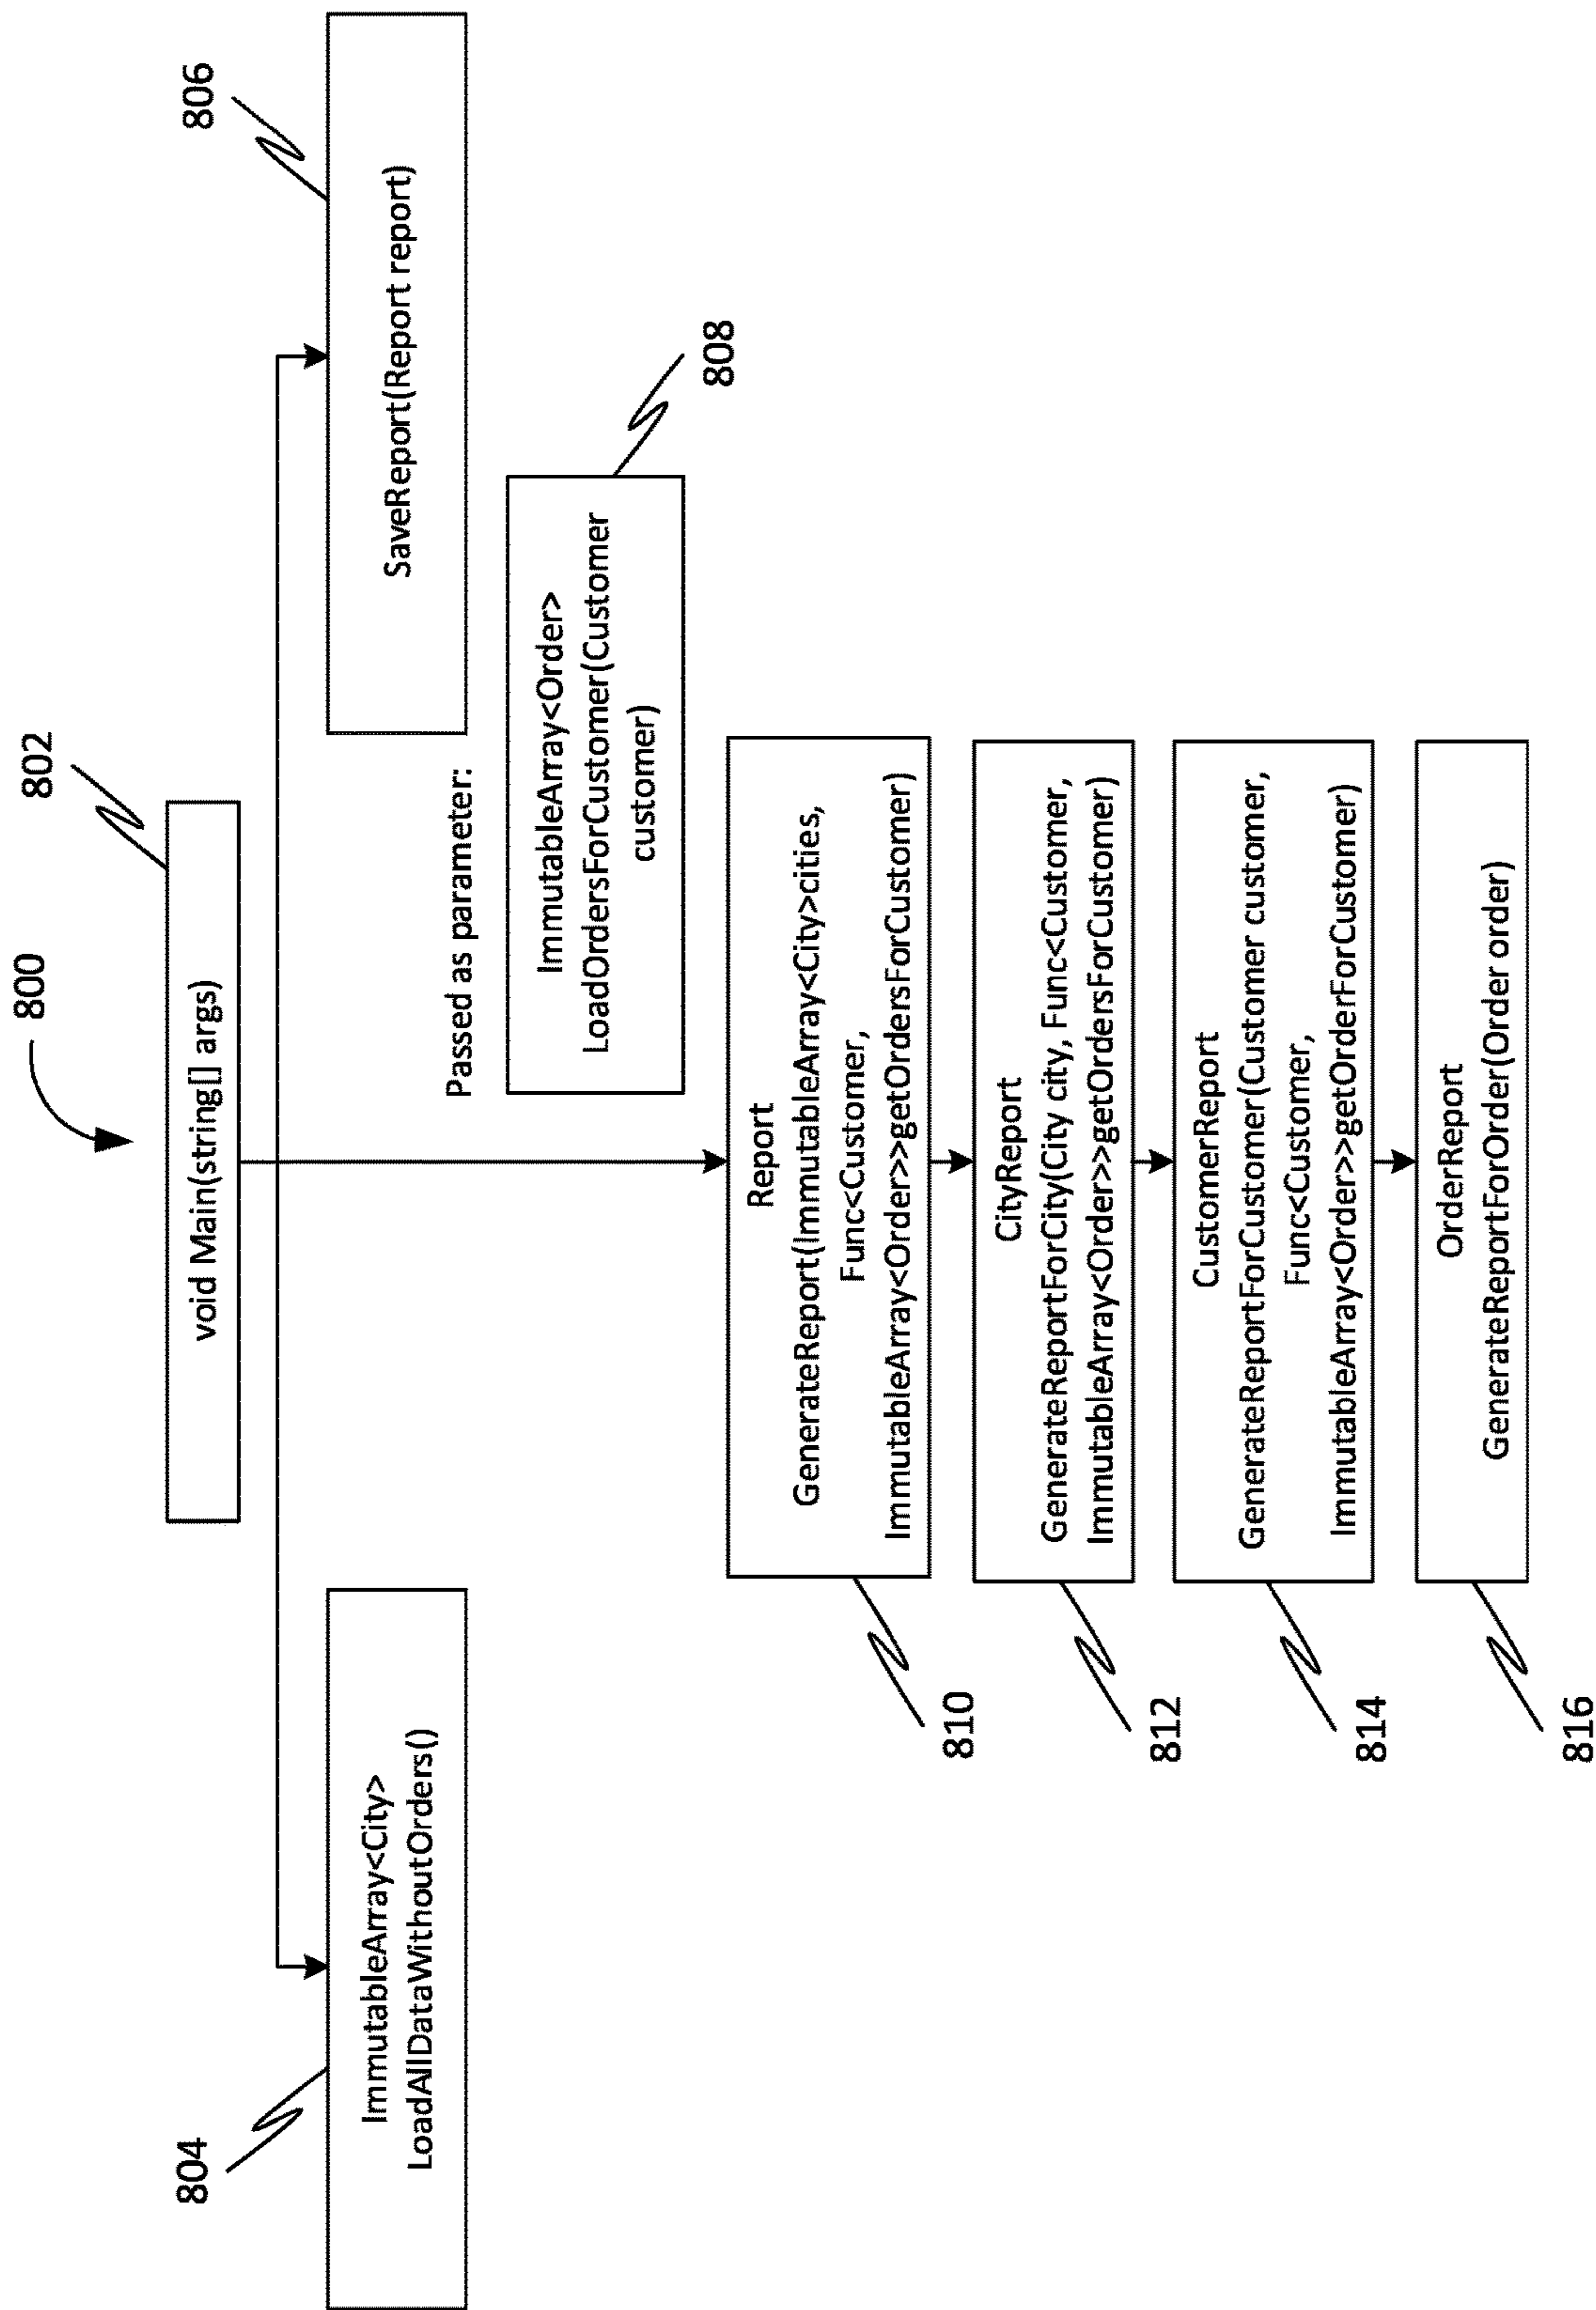 800
802
void Main(string[] args)
804
806
ImmutableArray<City>
LoadAllDataWithoutOrders()
SaveReport(Report report)
Passed as parameter:
ImmutableArray<Order>
LoadOrdersForCustomer(Customer
customer)
808
Report
GenerateReport(ImmutableArray<City>cities,
Func<Customer,
ImmutableArray<Order>>getOrdersForCustomer)
810
CityReport
GenerateReportForCity(City city, Func<Customer,
ImmutableArray<Order>>getOrdersForCustomer)
812
CustomerReport
GenerateReportForCustomer(Customer customer,
Func<Customer,
ImmutableArray<Order>>getOrderForCustomer)
814
OrderReport
GenerateReportForOrder(Order order)
816